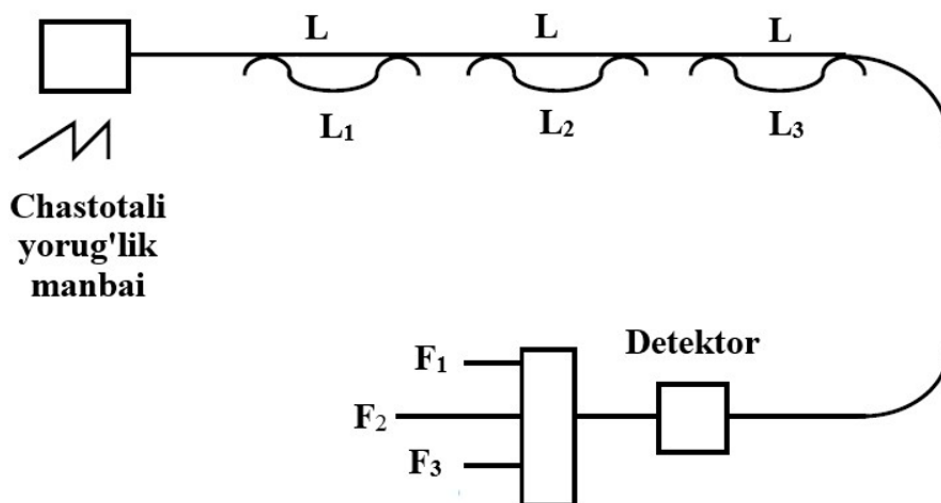 L L L
L₁ L₂ L₃
Chastotali
yorug'lik
manbai
Detektor
F₁
F₂
F₃